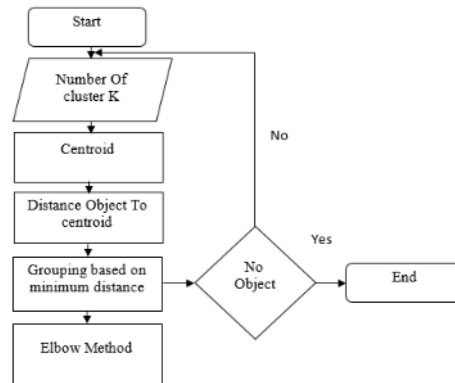 Start
Number Of
cluster K
Centroid
Distance Object To
centroid
Grouping based on
minimum distance
Elbow Method
No
Object
No
Yes
End